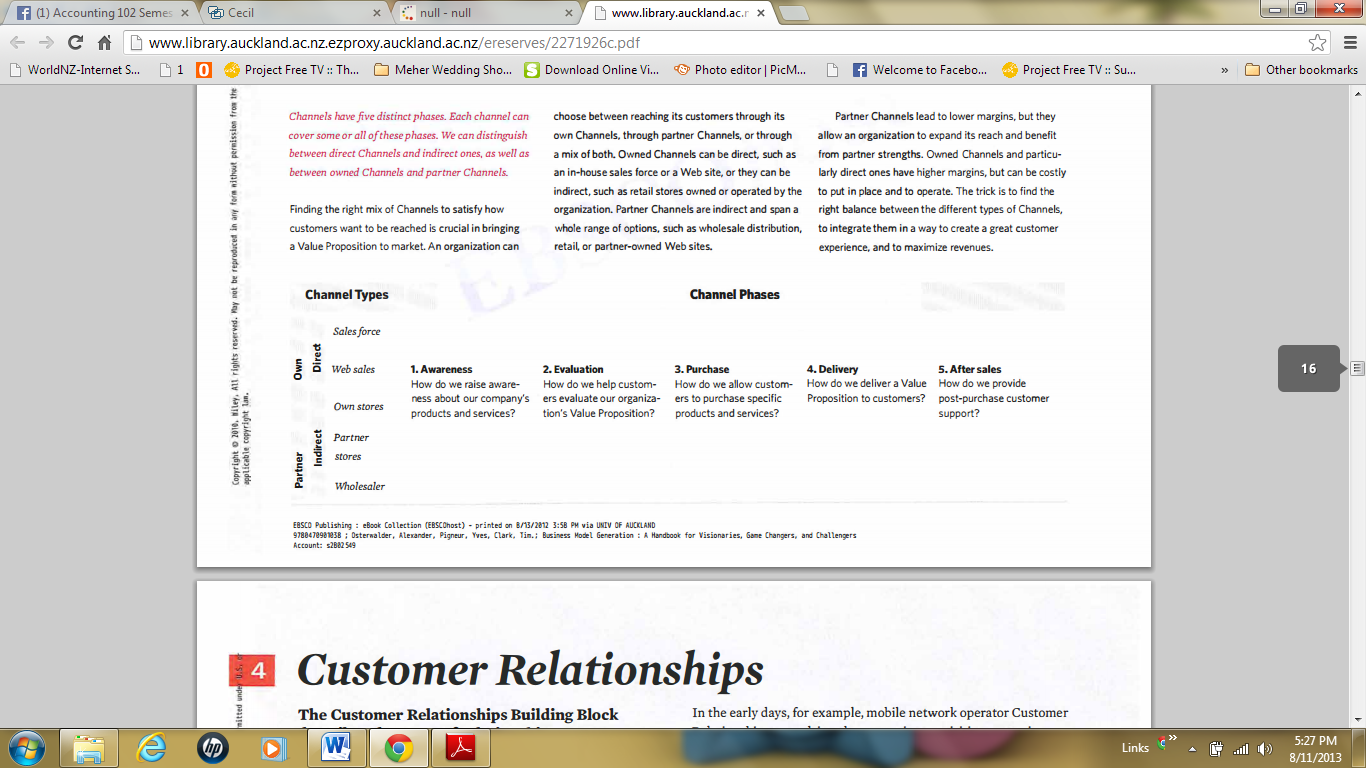 (1) Accounting 102 Semes
Cecil
null - null
www.library.auckland.ac.n
www.library.auckland.ac.nz.ezproxy.auckland.ac.nz/ereserves/2271926c.pdf
WorldNZ-Internet S...
1
Project Free TV :: Th...
Meher Wedding Sho...
Download Online Vi...
Photo editor | PicM...
Welcome to Facebo...
Project Free TV :: Su...
»
Other bookmarks
Copyright © 2010. Wiley. All rights reserved. May not be reproduced in any form without permission from the
applicable copyright law.
Channels have five distinct phases. Each channel can
cover some or all of these phases. We can distinguish
between direct Channels and indirect ones, as well as
between owned Channels and partner Channels.
Finding the right mix of Channels to satisfy how
customers want to be reached is crucial in bringing
a Value Proposition to market. An organization can
choose between reaching its customers through its
own Channels, through partner Channels, or through
a mix of both. Owned Channels can be direct, such as
an in-house sales force or a Web site, or they can be
indirect, such as retail stores owned or operated by the
organization. Partner Channels are indirect and span a
whole range of options, such as wholesale distribution,
retail, or partner-owned Web sites.
Partner Channels lead to lower margins, but they
allow an organization to expand its reach and benefit
from partner strengths. Owned Channels and particu-
larly direct ones have higher margins, but can be costly
to put in place and to operate. The trick is to find the
right balance between the different types of Channels,
to integrate them in a way to create a great customer
experience, and to maximize revenues.
EBS
Channel Types
Channel Phases
Own
Direct
Partner
Indirect
Sales force
Web sales
Own stores
Partner
stores
Wholesaler
1. Awareness
How do we raise aware-
ness about our company's
products and services?
2. Evaluation
How do we help custom-
ers evaluate our organiza-
tion's Value Proposition?
3. Purchase
How do we allow custom-
ers to purchase specific
products and services?
4. Delivery
How do we deliver a Value
Proposition to customers?
5. After sales
How do we provide
post-purchase customer
support?
16
EBSCO Publishing : eBook Collection (EBSCOhost) - printed on 8/13/2012 3:58 PM via UNIV OF AUCKLAND
9780470901038 ; Osterwalder, Alexander, Pigneur, Yves, Clark, Tim.; Business Model Generation : A Handbook for Visionaries, Game Changers, and Challengers
Account: s2802549
4
Customer Relationships
mitted under U.S.
The Customer Relationships Building Block
In the early days, for example, mobile network operator Customer
hp
Links
»
5:27 PM
8/11/2013